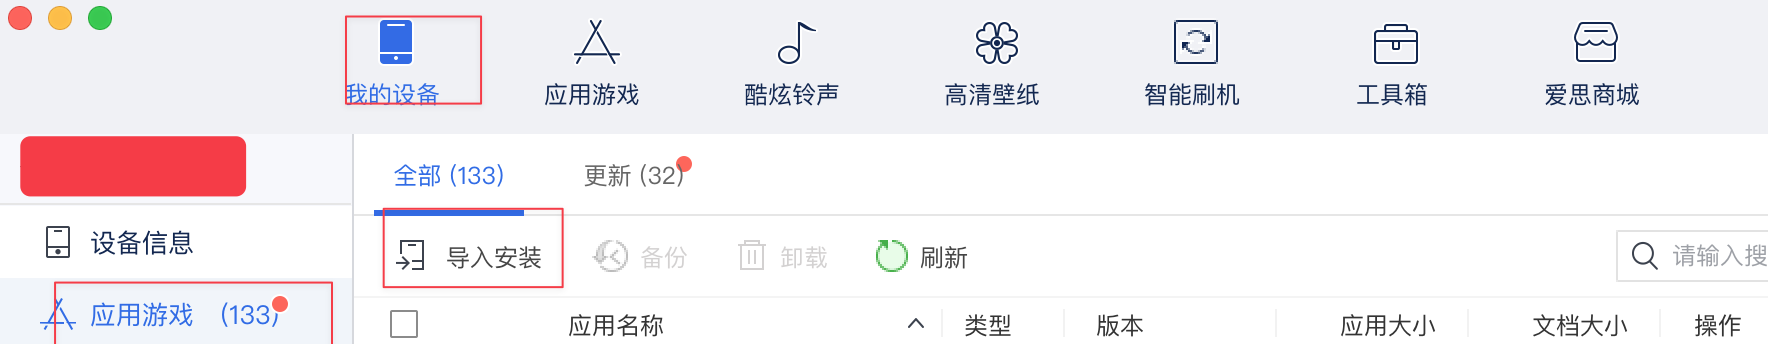 我的设备 应用游戏 酷炫铃声 高清壁纸 智能刷机 工具箱 爱思商城
全部 (133) 更新 (32)
设备信息
导入安装 备份 卸载 刷新 请输入搜
应用游戏 (133)
应用名称 类型 版本 应用大小 文档大小 操作